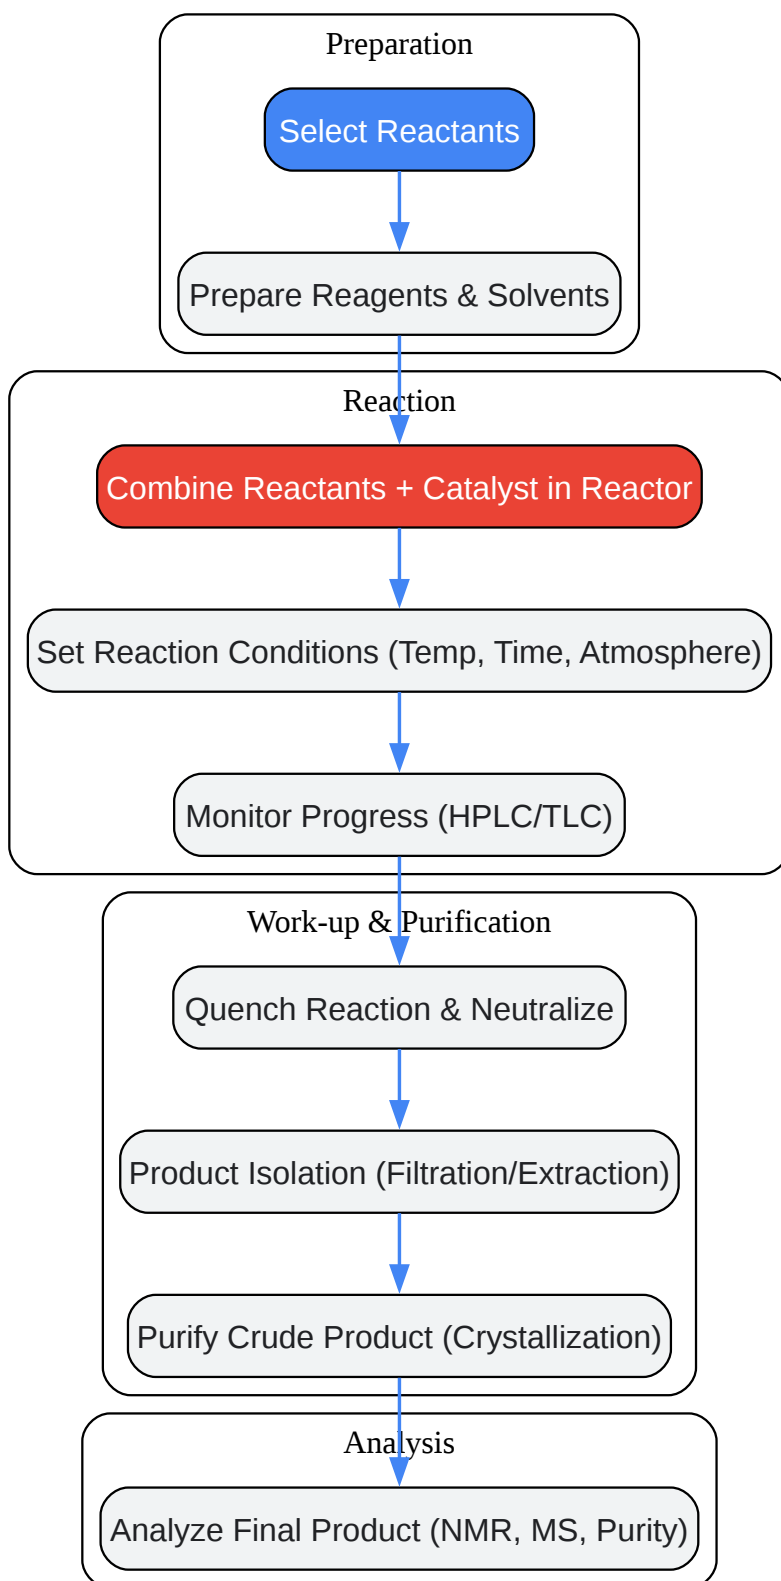 Preparation
Select Reactants
Prepare Reagents & Solvents
Reaction
Combine Reactants + Catalyst in Reactor
Set Reaction Conditions (Temp, Time, Atmosphere)
Monitor Progress (HPLC/TLC)
Work-up & Purification
Quench Reaction & Neutralize
Product Isolation (Filtration/Extraction)
Purify Crude Product (Crystallization)
Analysis
Analyze Final Product (NMR, MS, Purity)